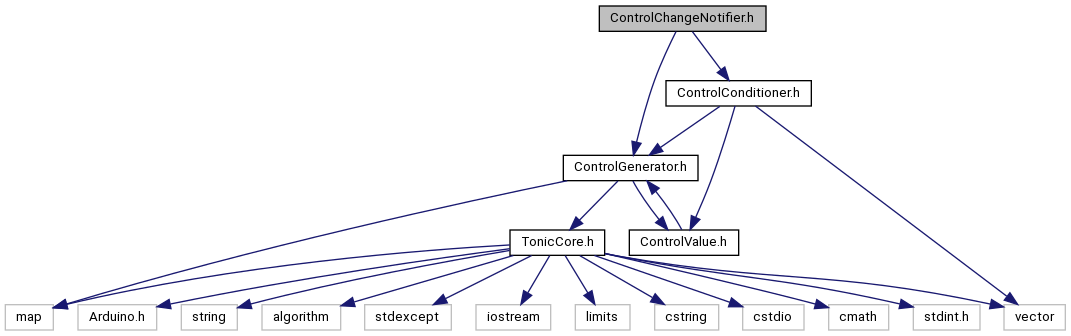 ControlChangeNotifier.h
ControlConditioner.h
ControlGenerator.h
TonicCore.h
ControlValue.h
map
Arduino.h
string
algorithm
stdexcept
iostream
limits
cstring
cstdio
cmath
stdint.h
vector